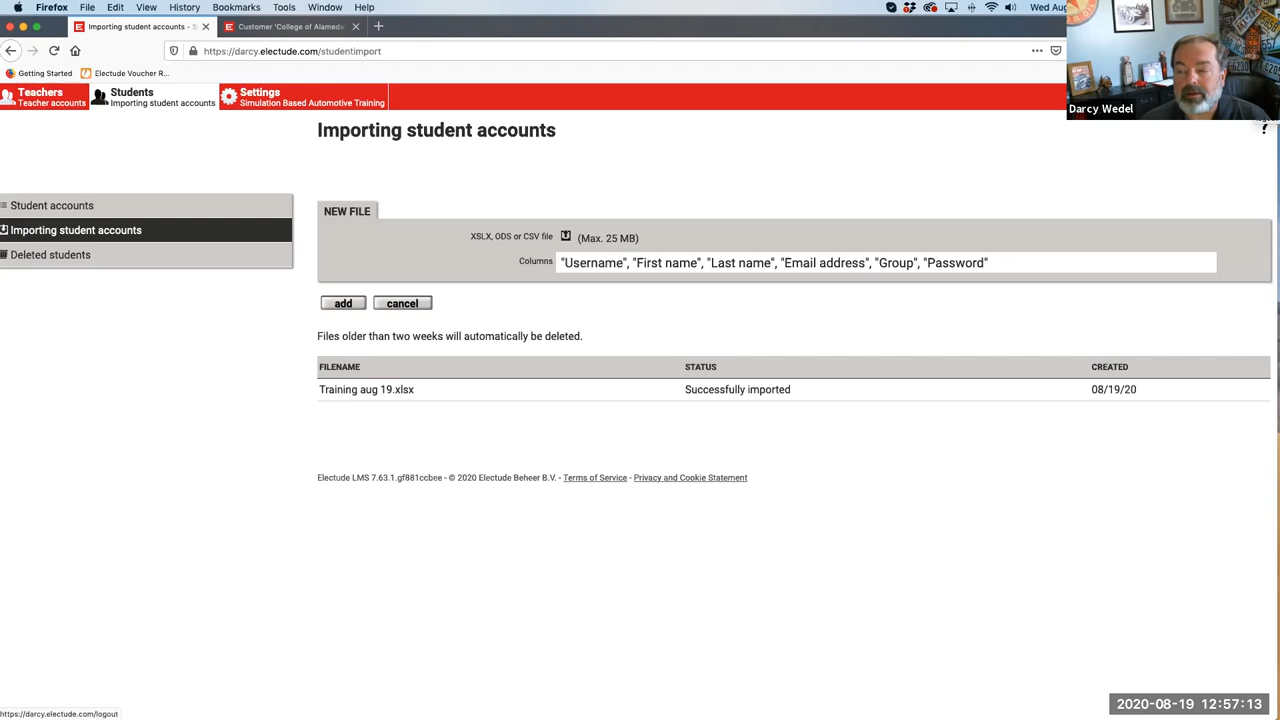 Firefox File Edit View History Bookmarks Tools Window Help Wed Aug
Importing student accounts - S
Customer 'College of Alameda'
https://darcy.electude.com/studentimport
Getting Started Electude Voucher R...
Teachers
Teacher accounts
Students
Importing student accounts
Settings
Simulation Based Automotive Training
Darcy Wedel
?
Importing student accounts
Student accounts
Importing student accounts
Deleted students
NEW FILE
XSLX, ODS or CSV file (Max. 25 MB)
Columns "Username", "First name", "Last name", "Email address", "Group", "Password"
add cancel
Files older than two weeks will automatically be deleted.
FILENAME STATUS CREATED
Training aug 19.xlsx Successfully imported 08/19/20
Electude LMS 7.63.1.gf881ccbee - © 2020 Electude Beheer B.V. - Terms of Service - Privacy and Cookie Statement
https://darcy.electude.com/logout
2020-08-19 12:57:13